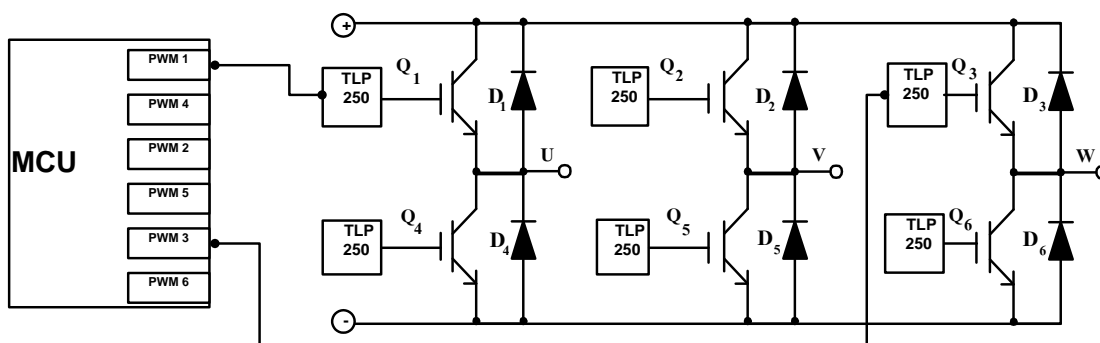 MCU
PWM 1
PWM 4
PWM 2
PWM 5
PWM 3
PWM 6
+
TLP
250
Q1
D1
TLP
250
Q2
D2
TLP
250
Q3
D3
U
V
W
TLP
250
Q4
D4
TLP
250
Q5
D5
TLP
250
Q6
D6
-